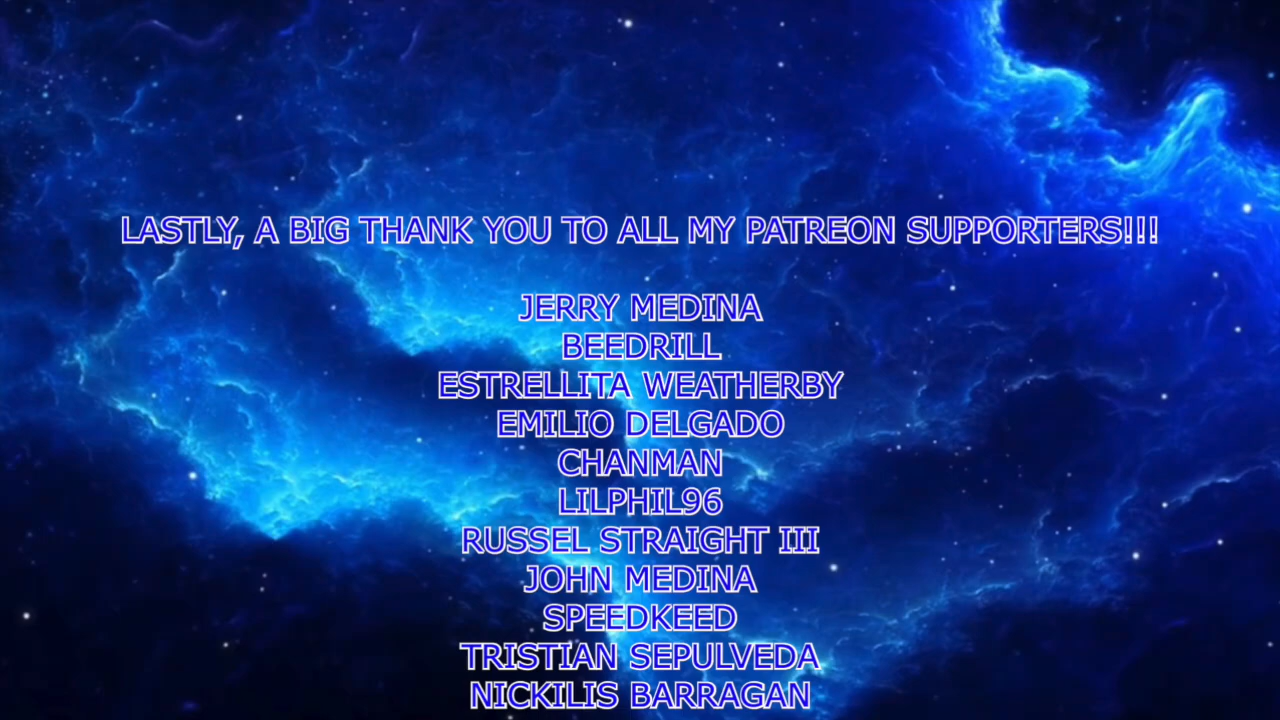 LASTLY, A BIG THANK YOU TO ALL MY PATREON SUPPORTERS!!!
JERRY MEDINA
BEEDRILL
ESTRELLITA WEATHERBY
EMILIO DELGADO
CHANMAN
LILPHIL96
RUSSEL STRAIGHT III
JOHN MEDINA
SPEEDKEED
TRISTIAN SEPULVEDA
NICKILIS BARRAGAN